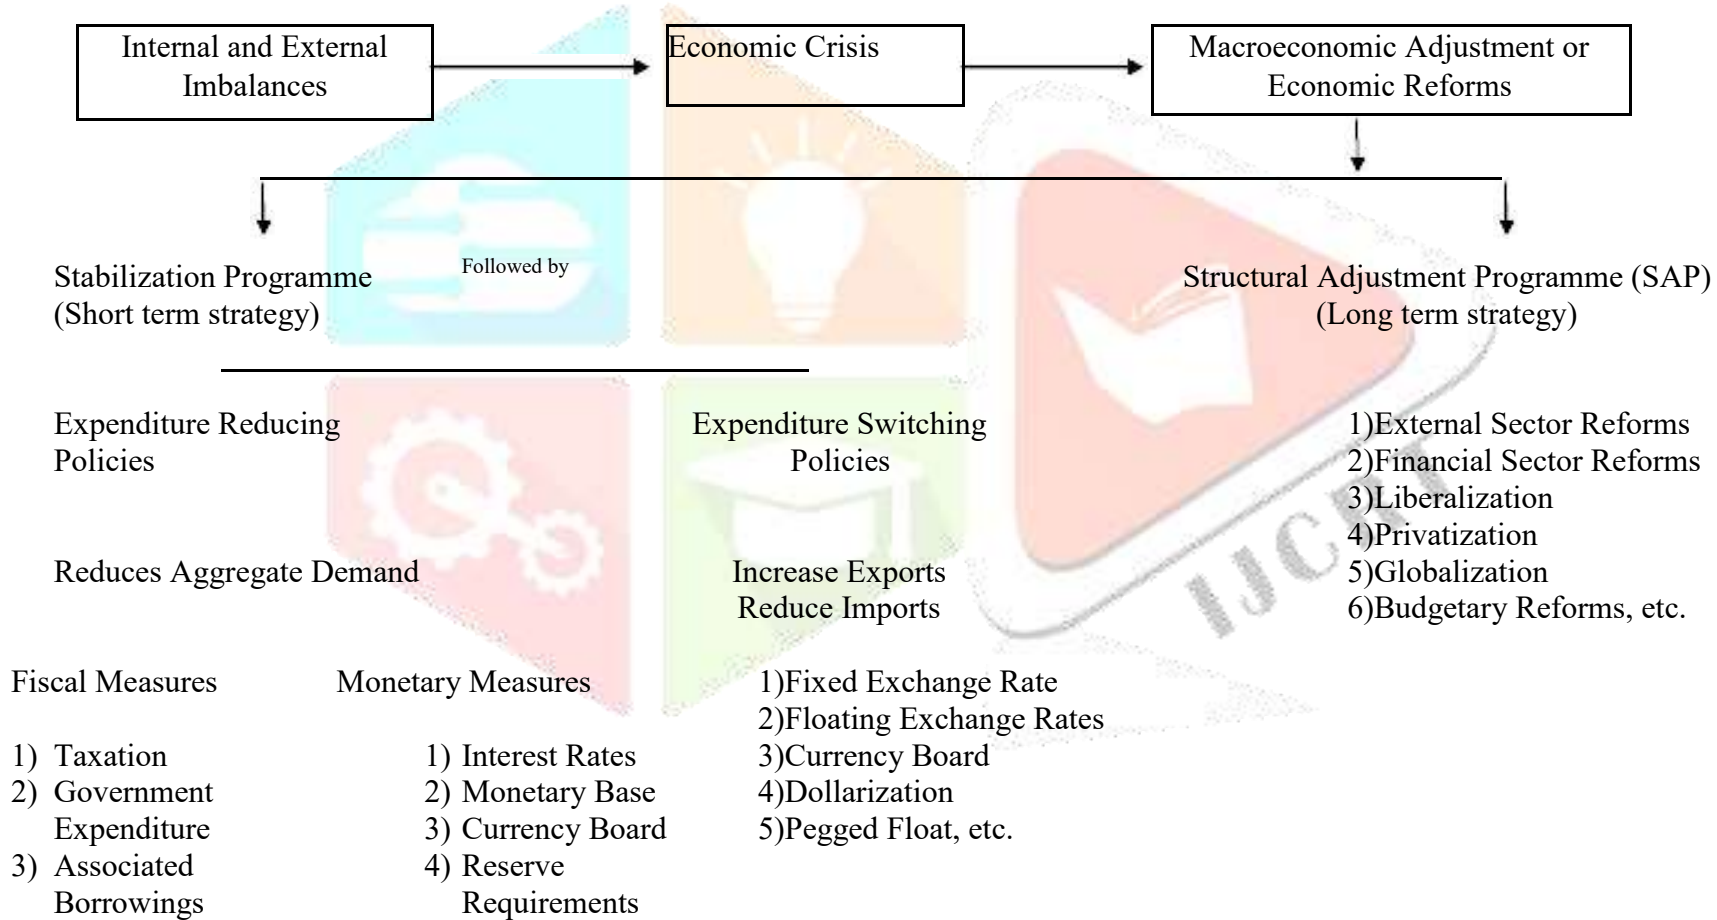 Internal and External
Imbalances
Economic Crisis
Macroeconomic Adjustment or
Economic Reforms
Stabilization Programme
(Short term strategy)
Followed by
Structural Adjustment Programme (SAP)
(Long term strategy)
Expenditure Reducing
Policies
Expenditure Switching
Policies
1)External Sector Reforms
2)Financial Sector Reforms
3)Liberalization
4)Privatization
5)Globalization
6)Budgetary Reforms, etc.
Reduces Aggregate Demand
Increase Exports
Reduce Imports
IJCRT
Fiscal Measures
1) Taxation
2) Government
Expenditure
3) Associated
Borrowings
Monetary Measures
1) Interest Rates
2) Monetary Base
3) Currency Board
4) Reserve
Requirements
1)Fixed Exchange Rate
2)Floating Exchange Rates
3)Currency Board
4)Dollarization
5)Pegged Float, etc.